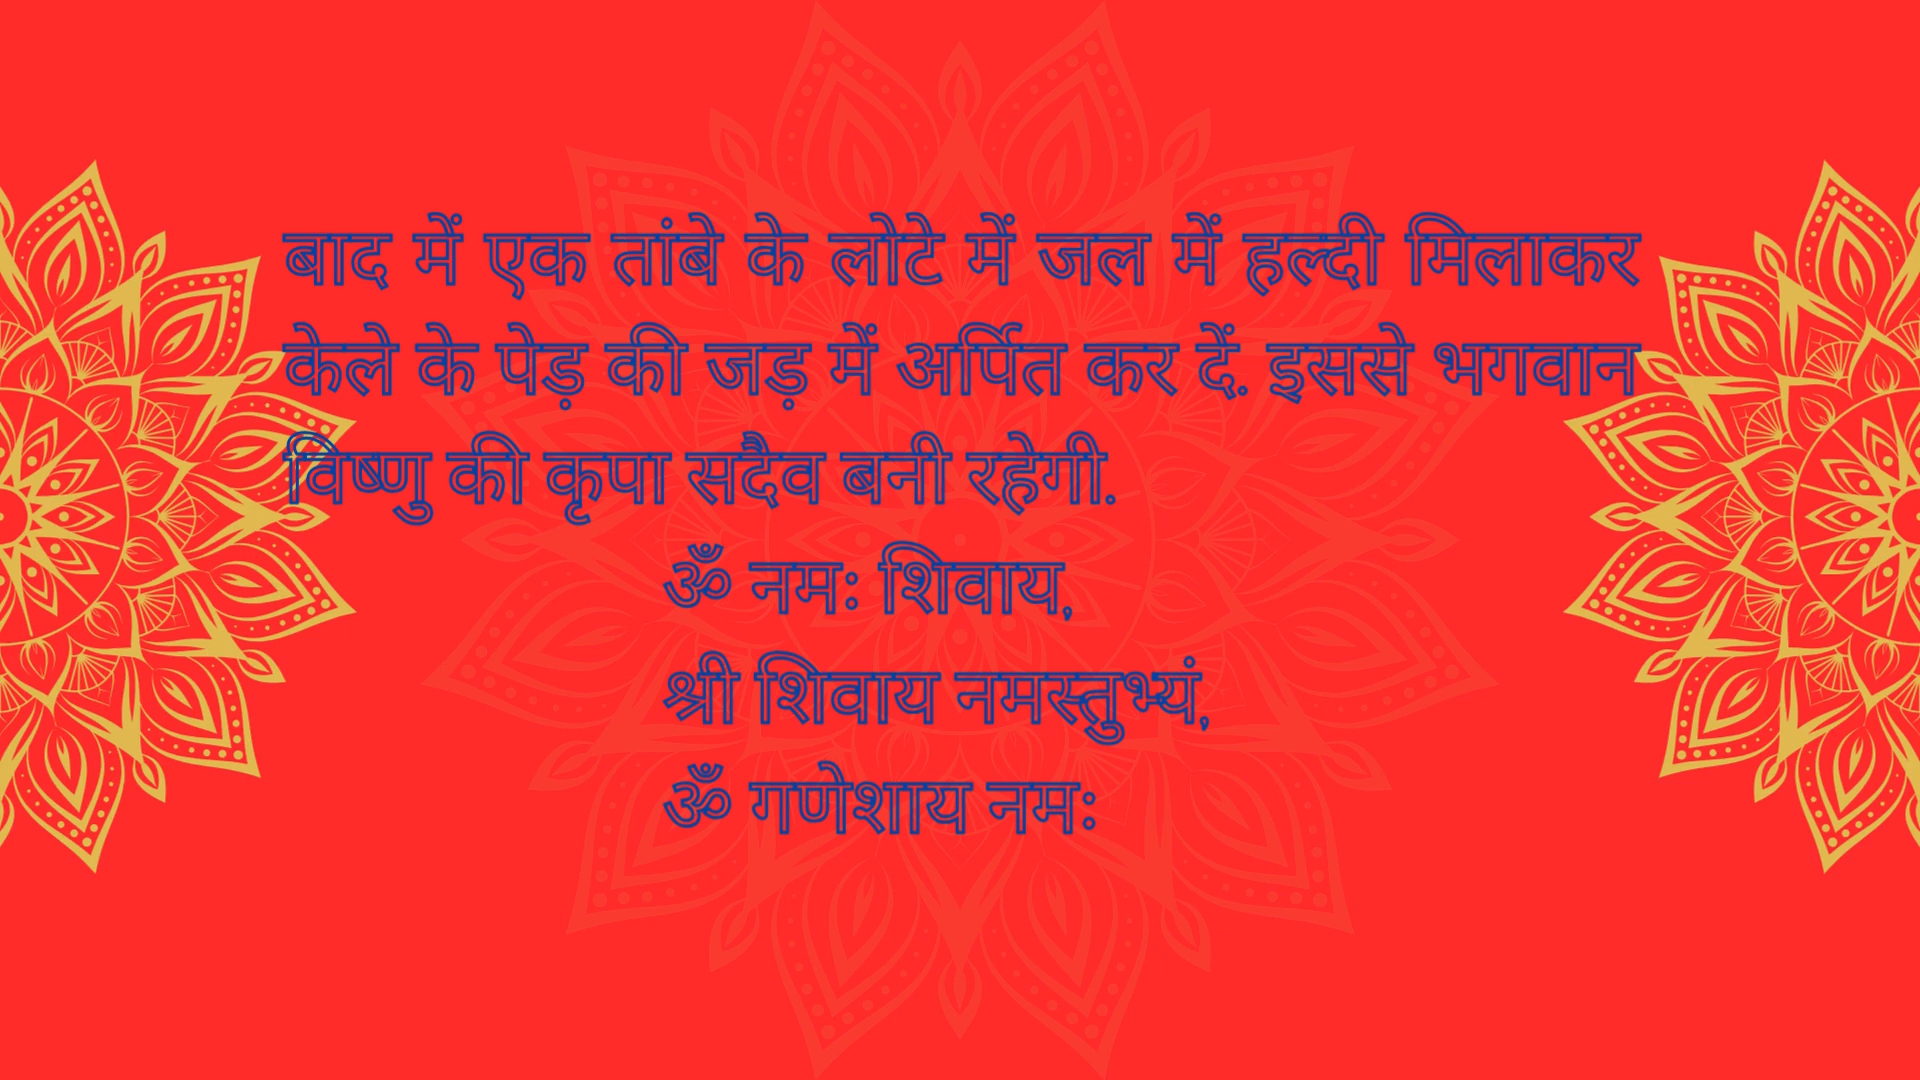 बाद में एक तांबे के लोटे में जल में हल्दी मिलाकर
केले के पेड़ की जड़ में अर्पित कर दें. इससे भगवान
विष्णु की कृपा सदैव बनी रहेगी.
ॐ नमः शिवाय,
श्री शिवाय नमस्तुभ्यं,
ॐ गणेशाय नमः